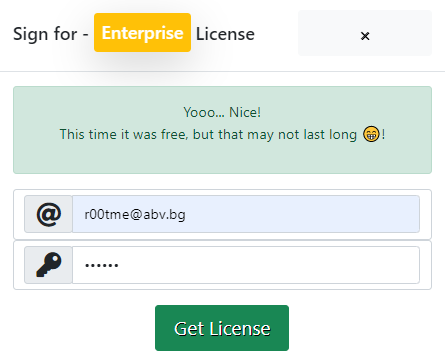 Sign for - Enterprise License ×
Yooo... Nice!
This time it was free, but that may not last long 😁!
@ r00tme@abv.bg
••••••
Get License